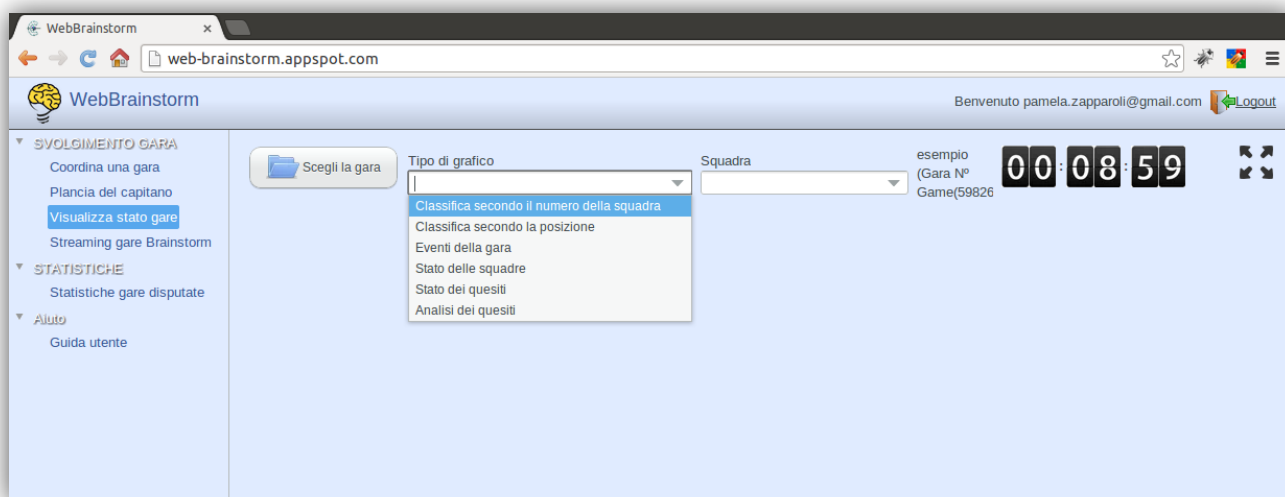 WebBrainstorm
web-brainstorm.appspot.com
WebBrainstorm
Benvenuto pamela.zapparoli@gmail.com Logout
SVOLGIMENTO GARA
Coordina una gara
Plancia del capitano
Visualizza stato gare
Streaming gare Brainstorm
STATISTICHE
Statistiche gare disputate
Aiuto
Guida utente
Scegli la gara
Tipo di grafico
Classifica secondo il numero della squadra
Classifica secondo la posizione
Eventi della gara
Stato delle squadre
Stato dei quesiti
Analisi dei quesiti
Squadra
esempio
(Gara Nº
Game(59826
00:08:59